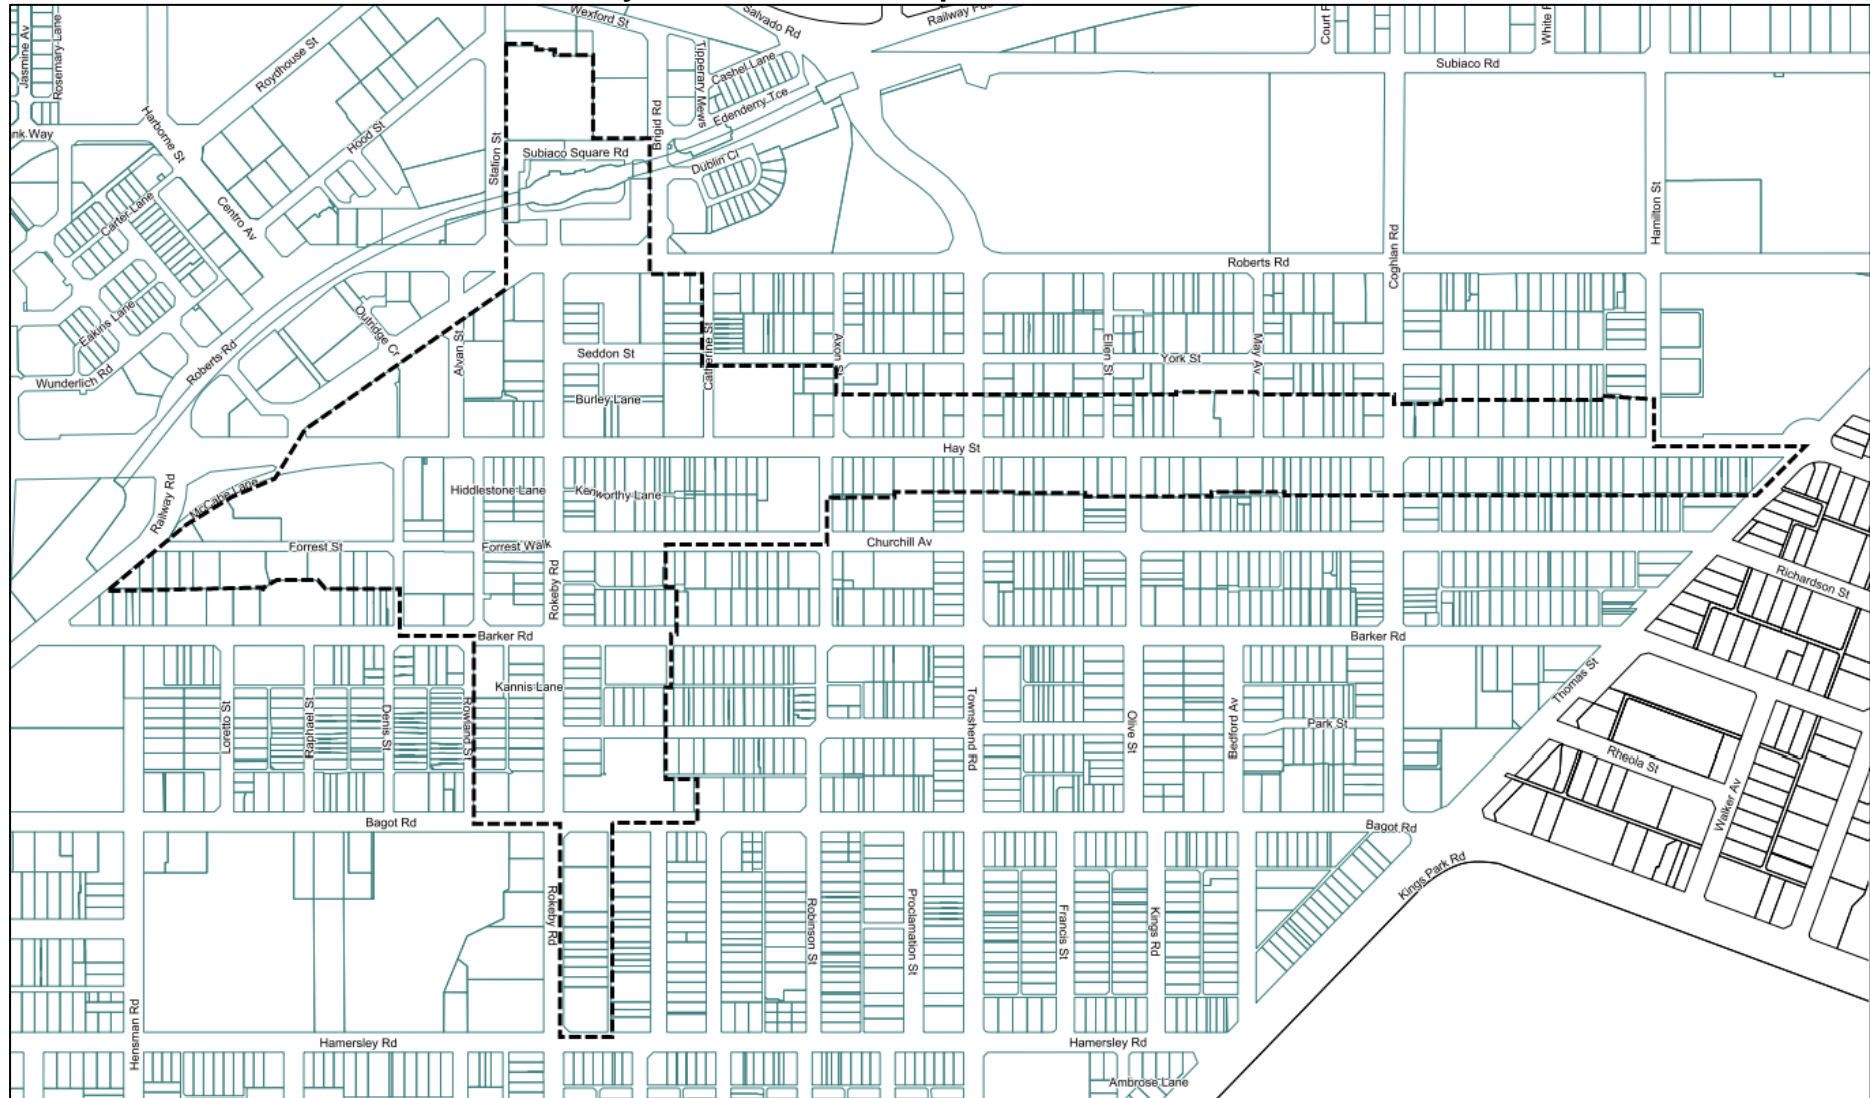 Wexford St
Salvado Rd
Court R
White P
Jasmine Av
Rosemary Lane
Roydhouse St
Tipperary Mews
Cashel Lane
Subiaco Rd
Edenderry Tce
nk Way
Harborne St
Hood St
Station St
Brigid Rd
Subiaco Square Rd
Dublin Cl
Carter Lane
Centro Av
Hamilton St
Coghlan Rd
Roberts Rd
Eakins Lane
Outridge Cr
Roberts Rd
Alvan St
Seddon St
Catherine St
Axon St
Ellen St
York St
May Av
Wunderlich Rd
Burley Lane
Hay St
Railway Rd
McCabe Lane
Hiddlestone Lane
Kenworthy Lane
Forrest St
Forrest Walk
Churchill Av
Rokeby Rd
Richardson St
Barker Rd
Barker Rd
Thomas St
Kannis Lane
Loretto St
Raphael St
Denis St
Rowland St
Townshend Rd
Olive St
Bedford Av
Park St
Rheola St
Walker Av
Bagot Rd
Bagot Rd
Kings Park Rd
Rokeby Rd
Robinson St
Proclamation St
Francis St
Kings Rd
Hensman Rd
Hamersley Rd
Hamersley Rd
Ambrose Lane